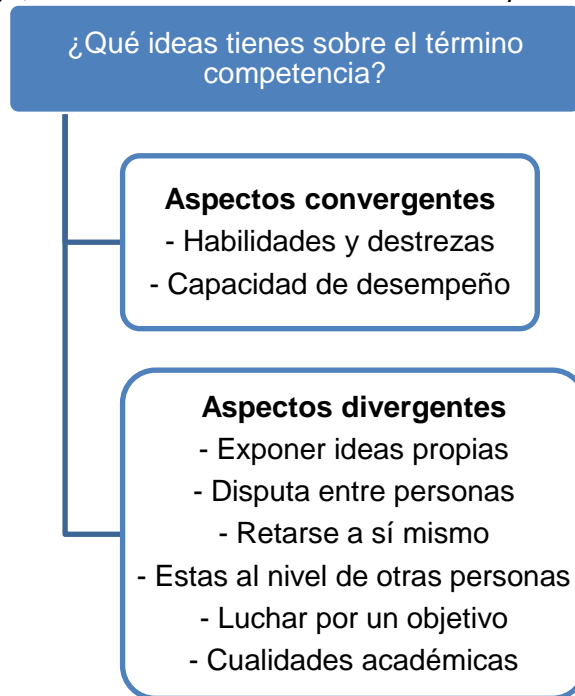 ¿Qué ideas tienes sobre el término
competencia?
Aspectos convergentes
- Habilidades y destrezas
- Capacidad de desempeño
Aspectos divergentes
- Exponer ideas propias
- Disputa entre personas
- Retarse a sí mismo
- Estas al nivel de otras personas
- Luchar por un objetivo
- Cualidades académicas